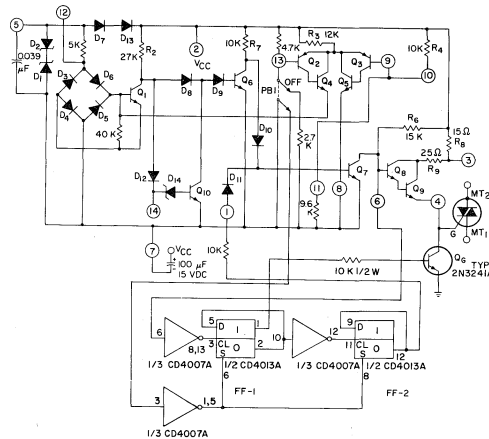 12
5
D7
D13
R2
27K
2
VCC
10K
R7
4.7K
R3 12K
13
Q2
Q3
9
10K
R4
10
D2
.0039
μF
D1
5K
D3
D6
D4
D5
Q1
D8
D9
Q6
PB1
OFF
Q4
Q5
D10
40 K
2.7
K
R6
15 K
15Ω
R8
25Ω
R9
3
D12
D14
Q10
D11
14
1
9.6
K
11
8
Q7
6
Q8
Q9
4
MT2
G
MT1
7
VCC
100 μF
15 VDC
10K
10 K 1/2 W
QG
TYP
2N3241A
6
8,13
1/3 CD4007A
5
D
1
1
3
CL
S
0
2
6
1/2 CD4013A
FF-1
10
12
1/3 CD4007A
9
D
1
11
CL
S
0
12
8
1/2 CD4013A
FF-2
3
1,5
1/3 CD4007A